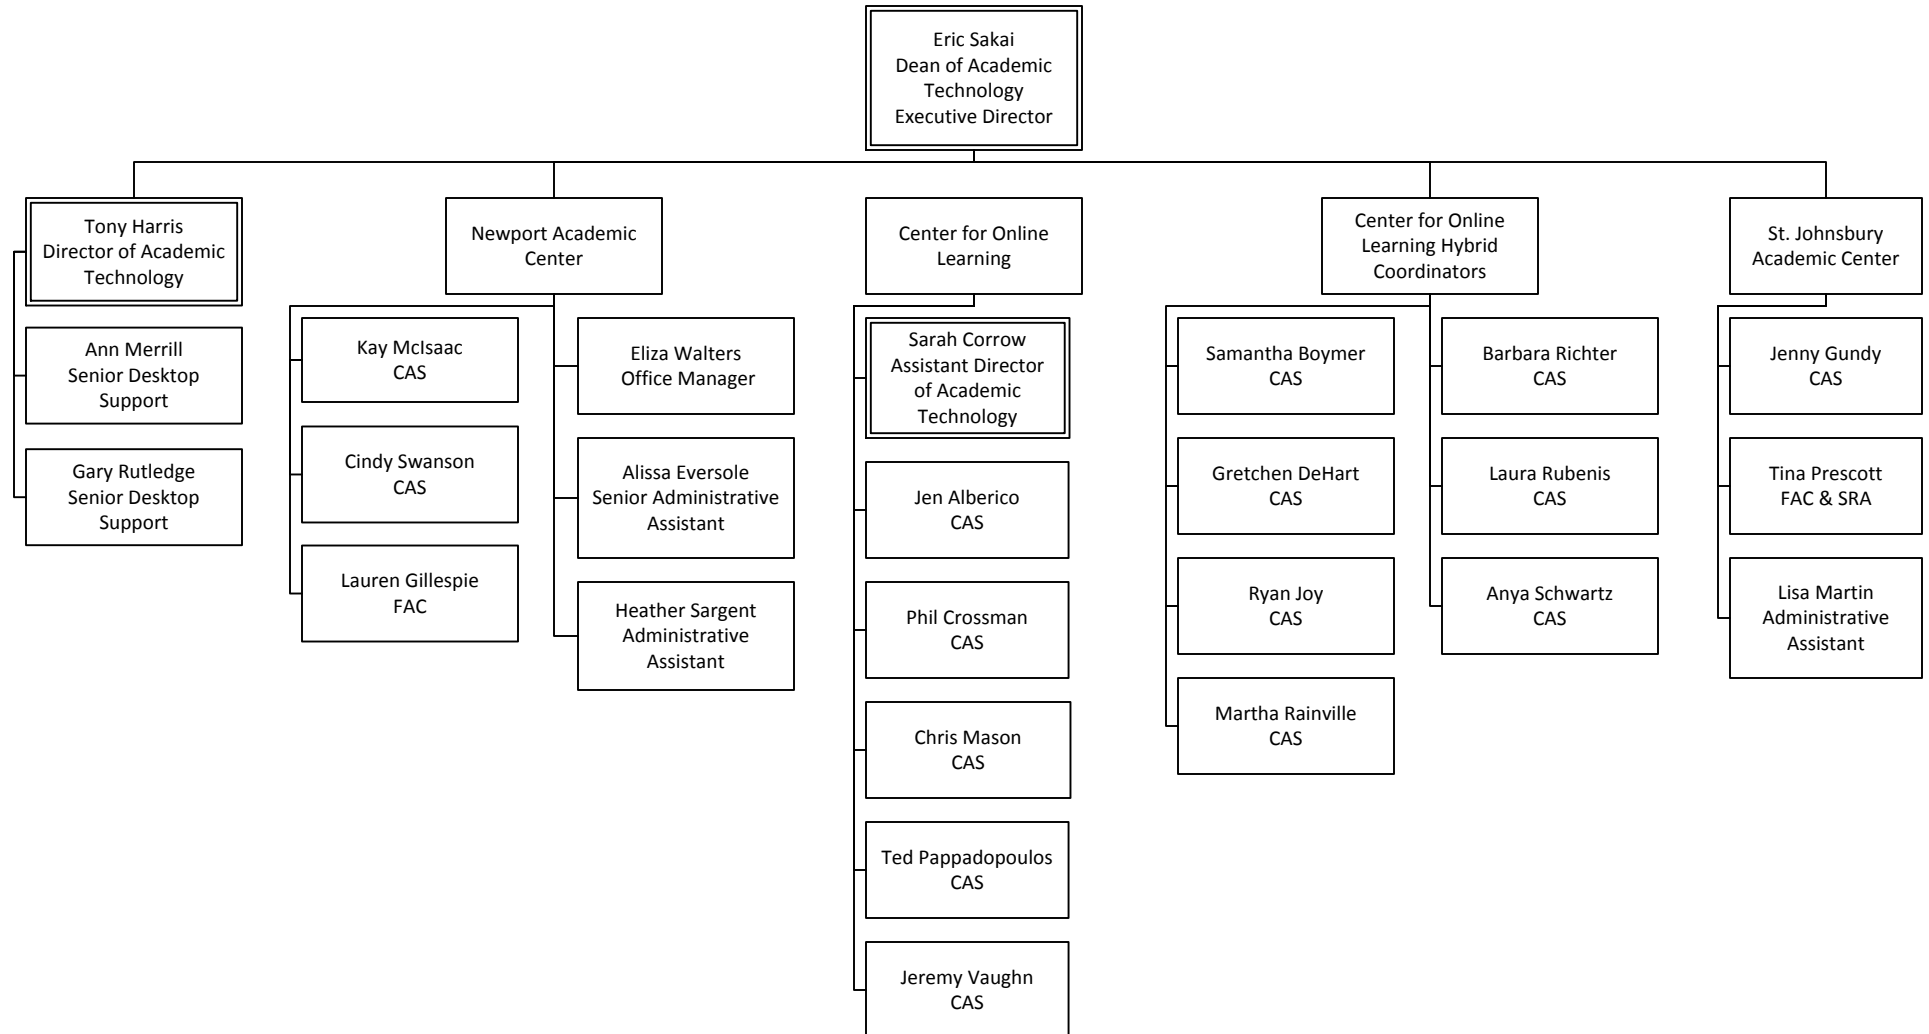 Eric Sakai
Dean of Academic
Technology
Executive Director
Tony Harris
Director of Academic
Technology
Ann Merrill
Senior Desktop
Support
Gary Rutledge
Senior Desktop
Support
Newport Academic
Center
Kay McIsaac
CAS
Cindy Swanson
CAS
Lauren Gillespie
FAC
Eliza Walters
Office Manager
Alissa Eversole
Senior Administrative
Assistant
Heather Sargent
Administrative
Assistant
Center for Online
Learning
Sarah Corrow
Assistant Director
of Academic
Technology
Jen Alberico
CAS
Phil Crossman
CAS
Chris Mason
CAS
Ted Pappadopoulos
CAS
Jeremy Vaughn
CAS
Center for Online
Learning Hybrid
Coordinators
Samantha Boymer
CAS
Gretchen DeHart
CAS
Ryan Joy
CAS
Martha Rainville
CAS
Barbara Richter
CAS
Laura Rubenis
CAS
Anya Schwartz
CAS
St. Johnsbury
Academic Center
Jenny Gundy
CAS
Tina Prescott
FAC & SRA
Lisa Martin
Administrative
Assistant